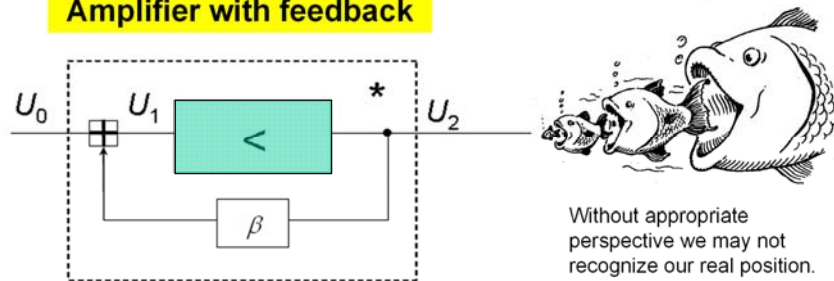 Amplifier with feedback
U₀
U₁
<
*
U₂
β
Without appropriate
perspective we may not
recognize our real position.